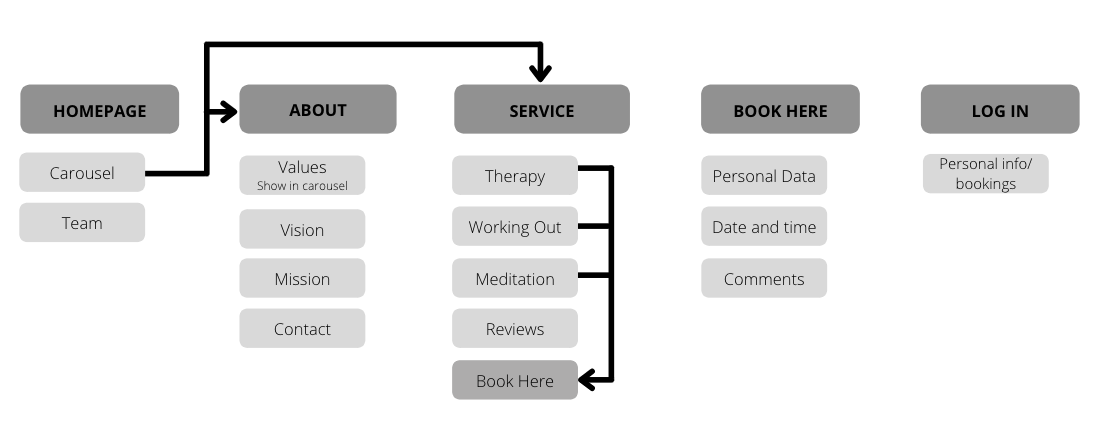 HOMEPAGE
Carousel
Team
ABOUT
Values
Show in carousel
Vision
Mission
Contact
SERVICE
Therapy
Working Out
Meditation
Reviews
Book Here
BOOK HERE
Personal Data
Date and time
Comments
LOG IN
Personal info/
bookings